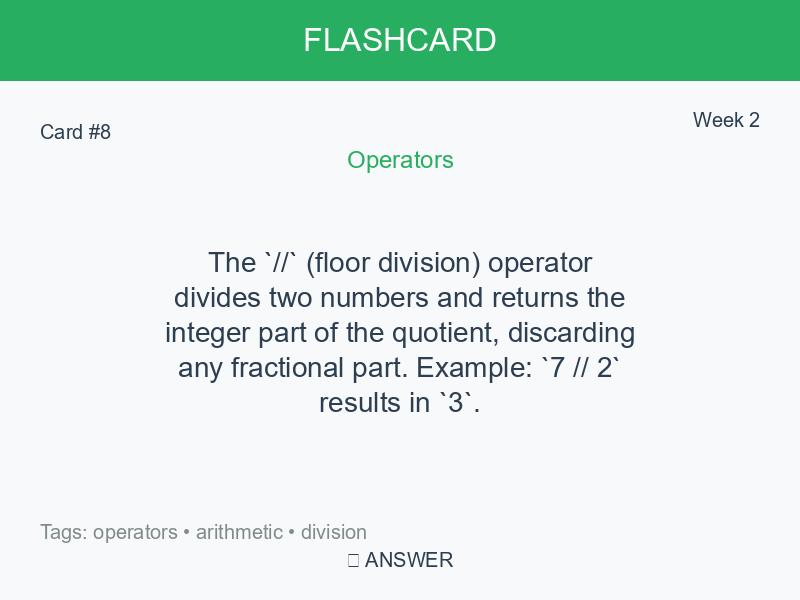 FLASHCARD
Week 2
Card #8
Operators
The `//` (floor division) operator
divides two numbers and returns the
integer part of the quotient, discarding
any fractional part. Example: `7 // 2`
results in `3`.
Tags: operators • arithmetic • division
ANSWER